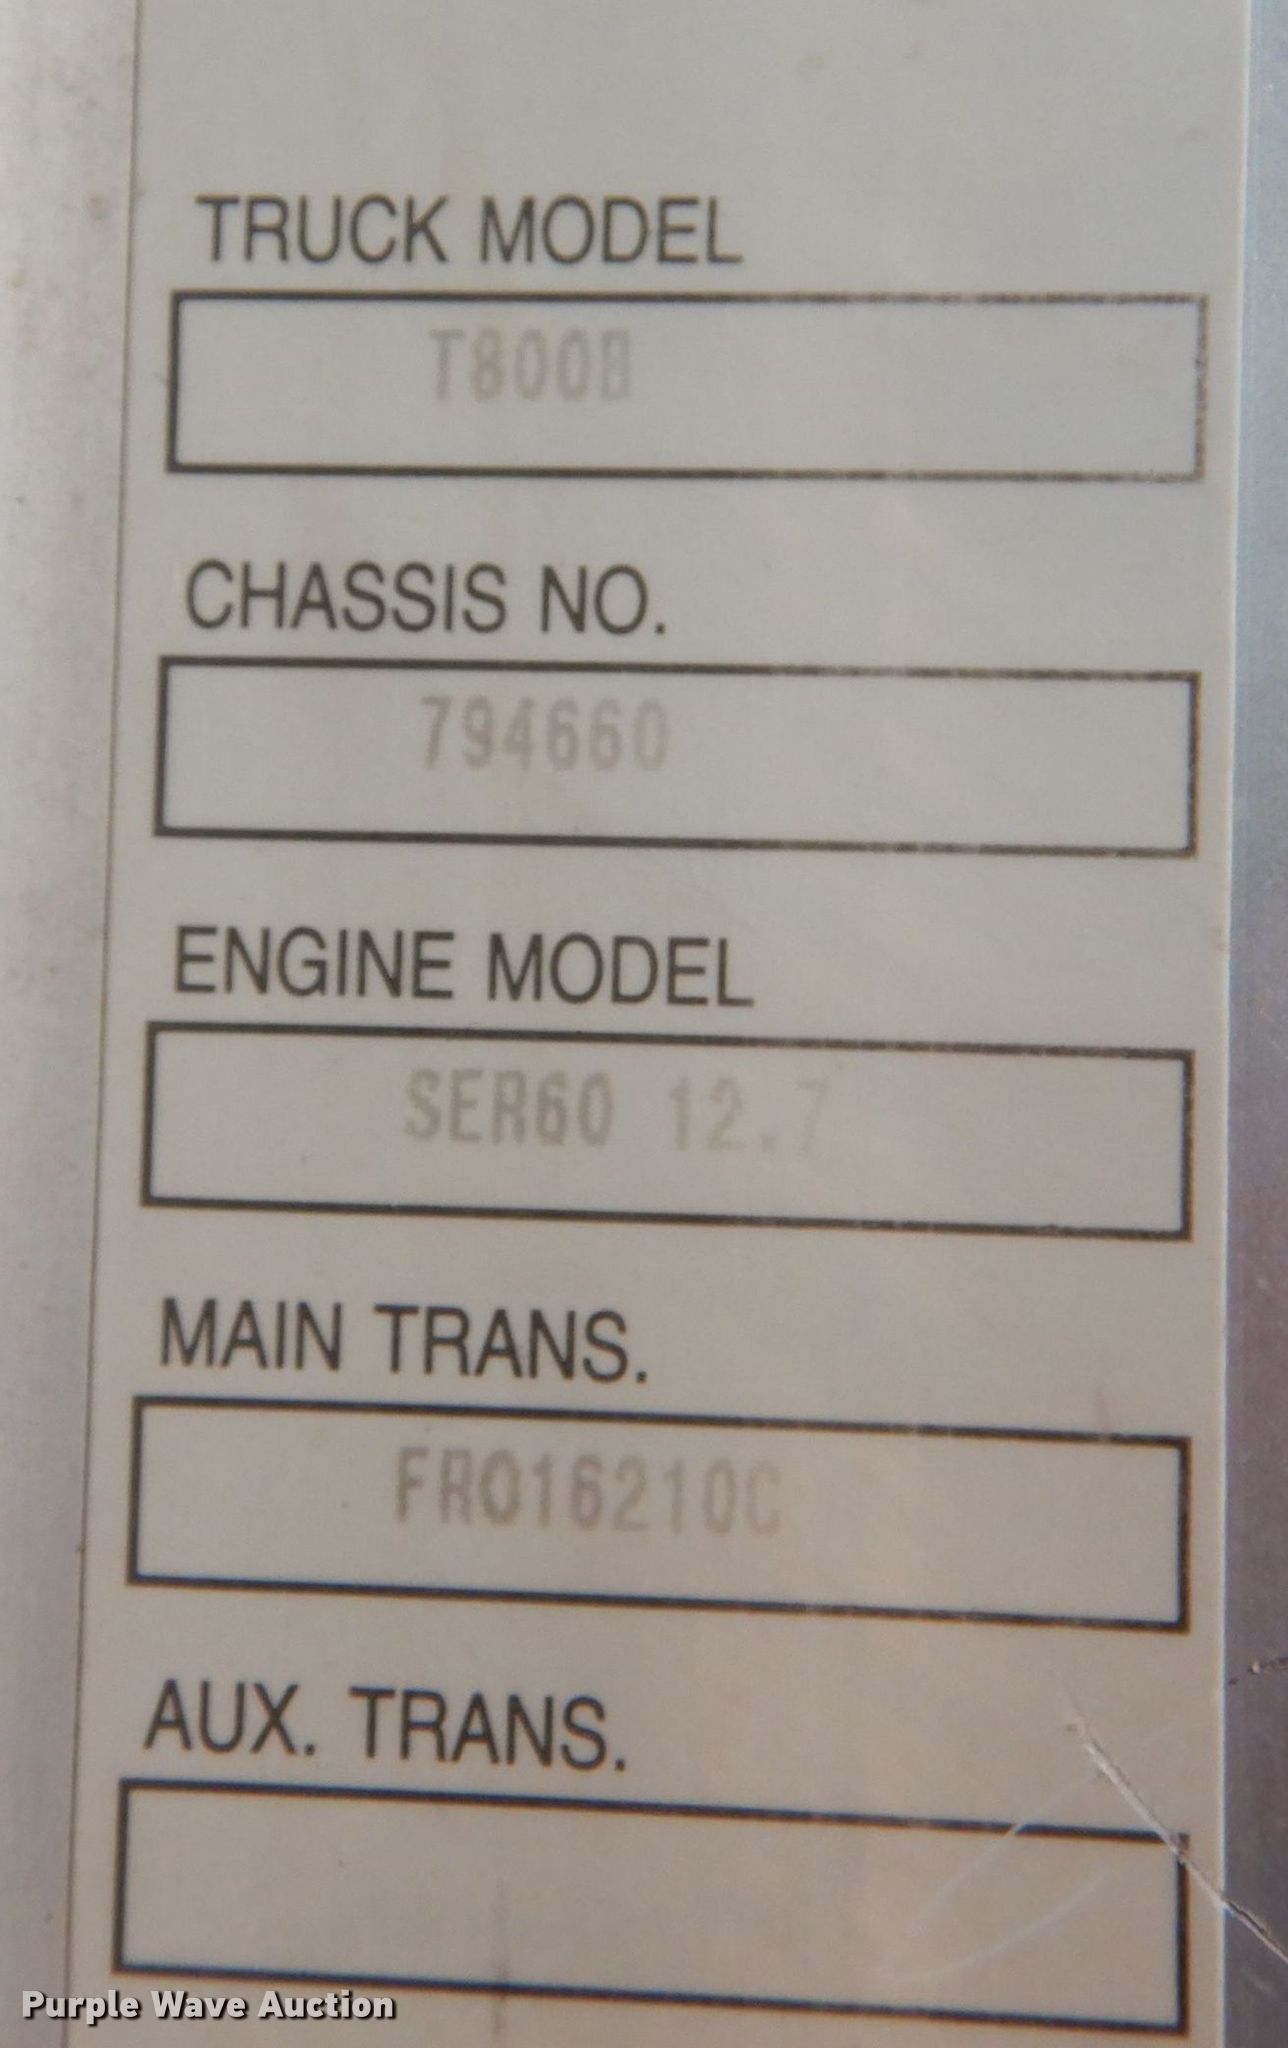 TRUCK MODEL
T800B
CHASSIS NO.
794660
ENGINE MODEL
SER60 12.7
MAIN TRANS.
FRO16210C
AUX. TRANS.
Purple Wave Auction